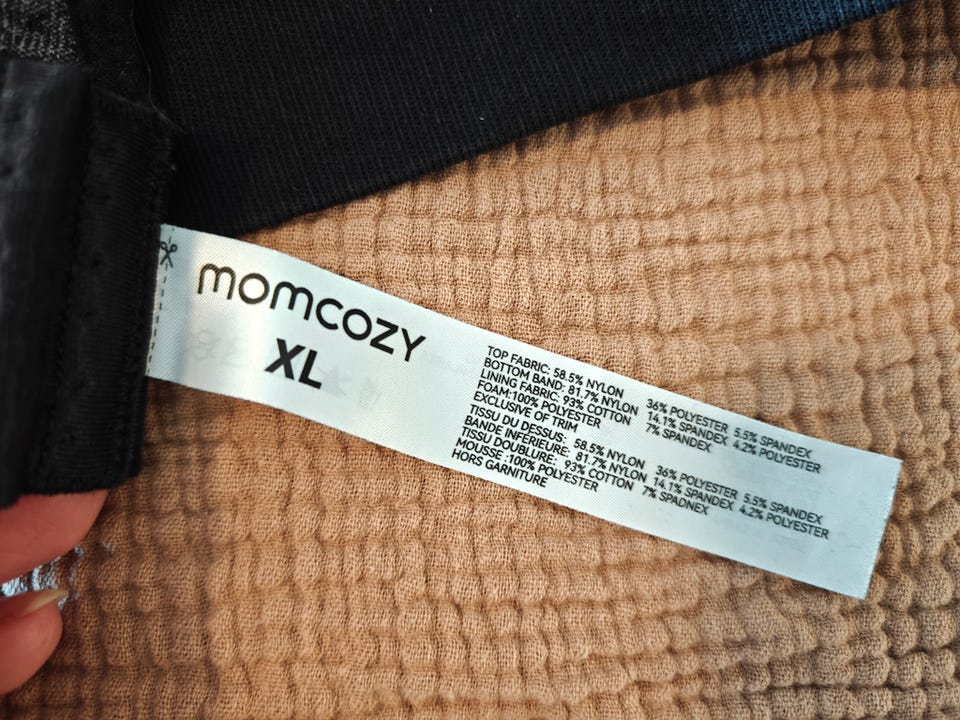 momcozy
XL
TOP FABRIC: 58.5% NYLON 36% POLYESTER 5.5% SPANDEX
BOTTOM BAND: 81.7% NYLON 14.1% SPANDEX 4.2% POLYESTER
LINING FABRIC: 93% COTTON 7% SPANDEX
FOAM:100% POLYESTER
EXCLUSIVE OF TRIM
TISSU DU DESSUS: 58.5% NYLON 36% POLYESTER 5.5% SPANDEX
BANDE INFÉRIEURE: 81.7% NYLON 14.1% SPANDEX 4.2% POLYESTER
TISSU DOUBLURE: 93% COTTON 7% SPADNEX
MOUSSE :100% POLYESTER
HORS GARNITURE